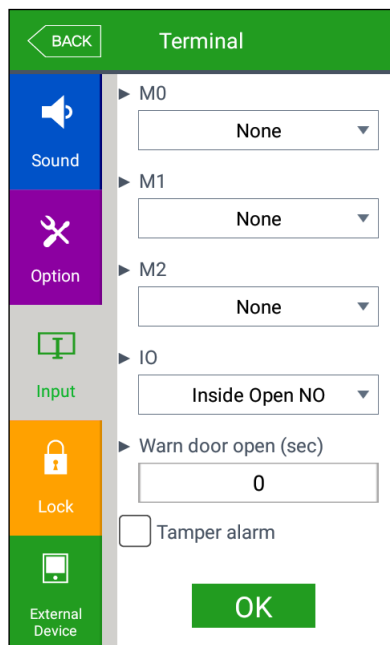 BACK
Terminal
Sound
Option
Input
Lock
External
Device
► M0
None
► M1
None
► M2
None
► IO
Inside Open NO
► Warn door open (sec)
0
Tamper alarm
OK